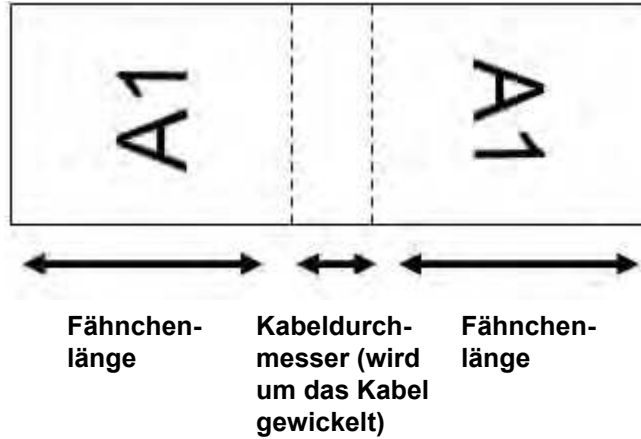 A1
A1
Fähnchen-
länge
Kabeldurch-
messer (wird
um das Kabel
gewickelt)
Fähnchen-
länge